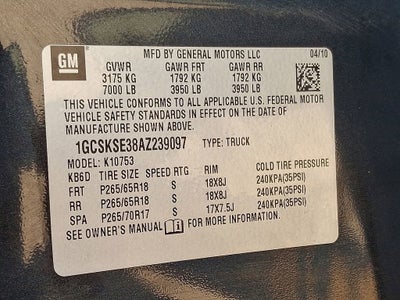 GM
MFD BY GENERAL MOTORS LLC 04/10
GVWR GAWR FRT GAWR RR
3175 KG 1792 KG 1792 KG
7000 LB 3950 LB 3950 LB
THIS VEHICLE CONFORMS TO ALL APPLICABLE U.S. FEDERAL MOTOR
VEHICLE SAFETY STANDARDS IN EFFECT ON THE DATE OF
MANUFACTURE SHOWN ABOVE.
1GCSKSE38AZ239097 TYPE: TRUCK
MODEL: K10753
KB6D TIRE SIZE SPEED RTG RIM COLD TIRE PRESSURE
FRT P265/65R18 S 18X8J 240KPA(35PSI)
RR P265/65R18 S 18X8J 240KPA(35PSI)
SPA P265/70R17 S 17X7.5J 240KPA(35PSI)
SEE OWNER'S MANUAL FOR MORE INFORMATION.